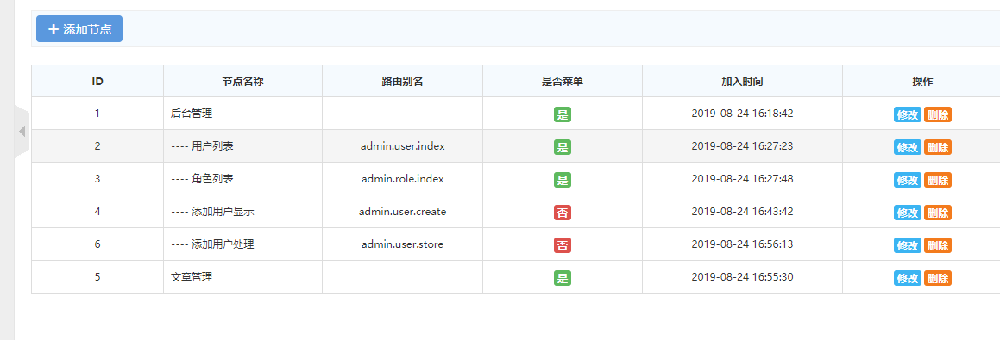 + 添加节点
ID 节点名称 路由别名 是否菜单 加入时间 操作
1 后台管理 是 2019-08-24 16:18:42 修改 删除
2 ---- 用户列表 admin.user.index 是 2019-08-24 16:27:23 修改 删除
3 ---- 角色列表 admin.role.index 是 2019-08-24 16:27:48 修改 删除
4 ---- 添加用户显示 admin.user.create 否 2019-08-24 16:43:42 修改 删除
6 ---- 添加用户处理 admin.user.store 否 2019-08-24 16:56:13 修改 删除
5 文章管理 是 2019-08-24 16:55:30 修改 删除